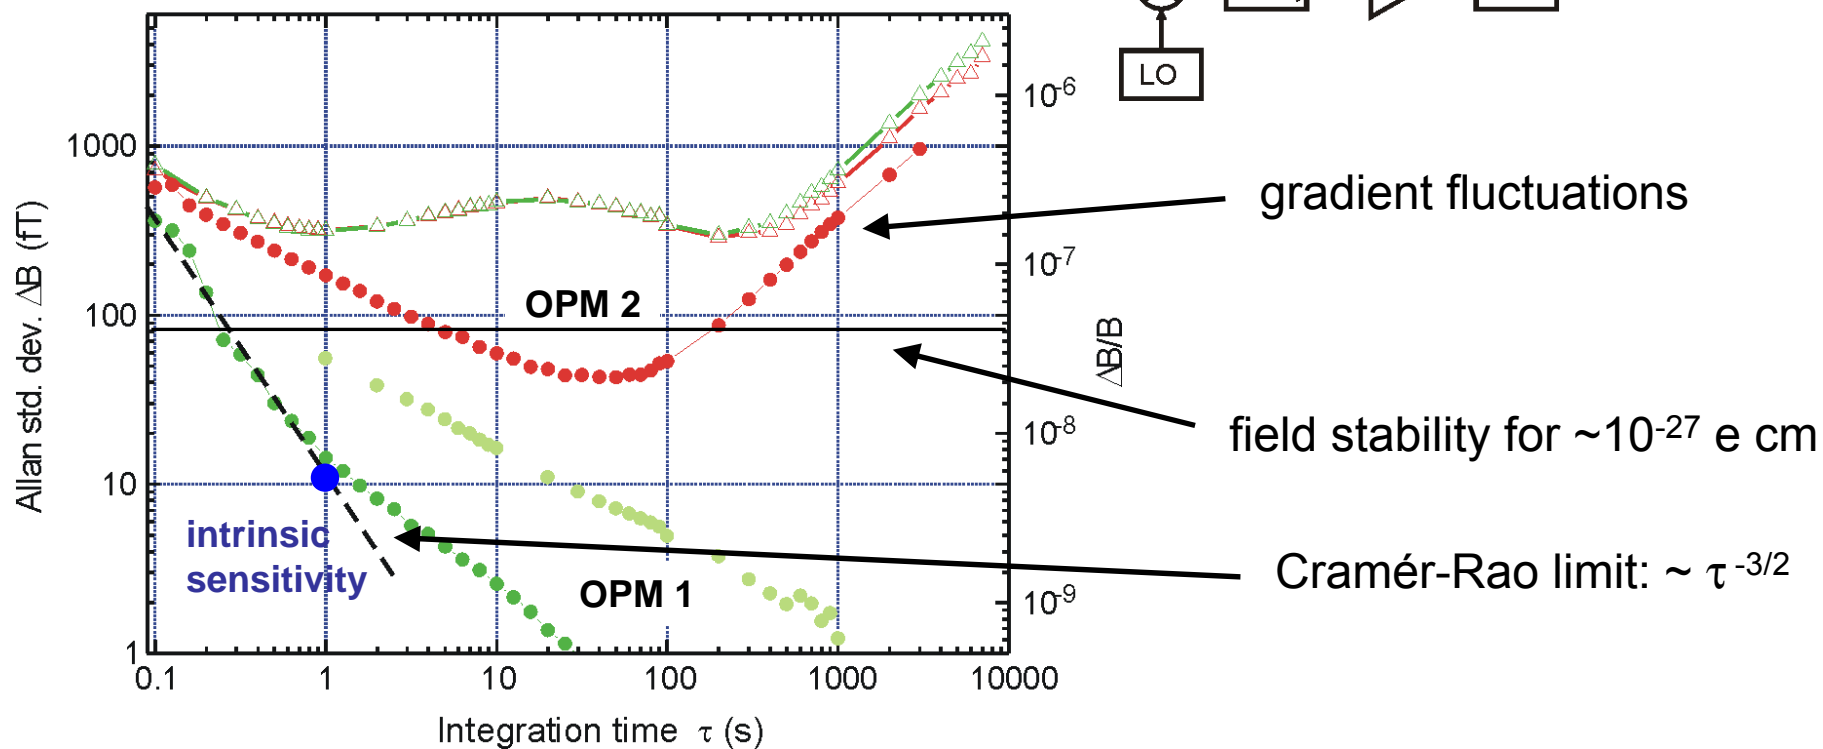 LO
Allan std. dev. ΔB (fT)
1000
100
10
1
0.1
1
10
100
1000
10000
Integration time τ (s)
10-6
10-7
10-8
10-9
ΔB/B
OPM 2
OPM 1
intrinsic
sensitivity
gradient fluctuations
field stability for ~10-27 e cm
Cramér-Rao limit: ~ τ -3/2